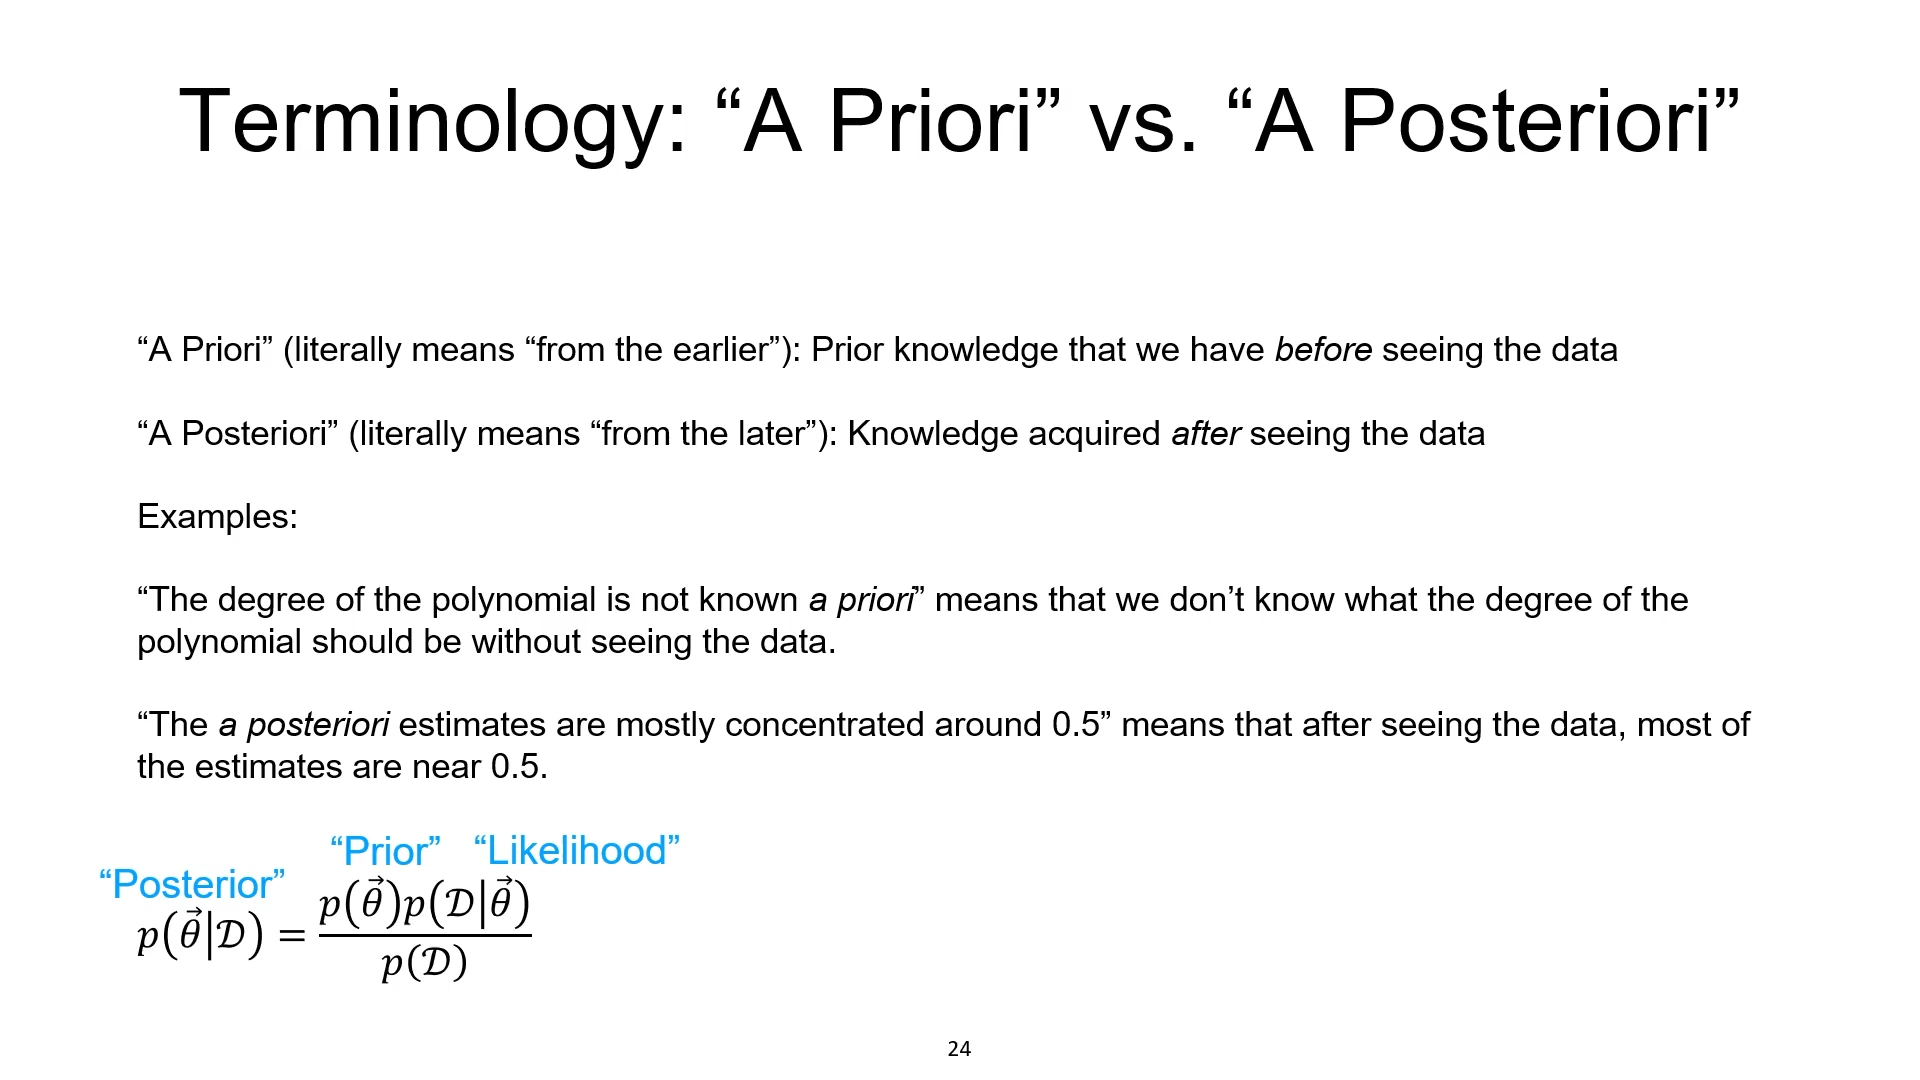 Terminology: “A Priori” vs. “A Posteriori”
“A Priori” (literally means “from the earlier”): Prior knowledge that we have before seeing the data
“A Posteriori” (literally means “from the later”): Knowledge acquired after seeing the data
Examples:
“The degree of the polynomial is not known a priori” means that we don’t know what the degree of the
polynomial should be without seeing the data.
“The a posteriori estimates are mostly concentrated around 0.5” means that after seeing the data, most of
the estimates are near 0.5.
“Prior” “Likelihood”
“Posterior”
p(θ⃗|𝒟) = p(θ⃗)p(𝒟|θ⃗)
p(𝒟)
24